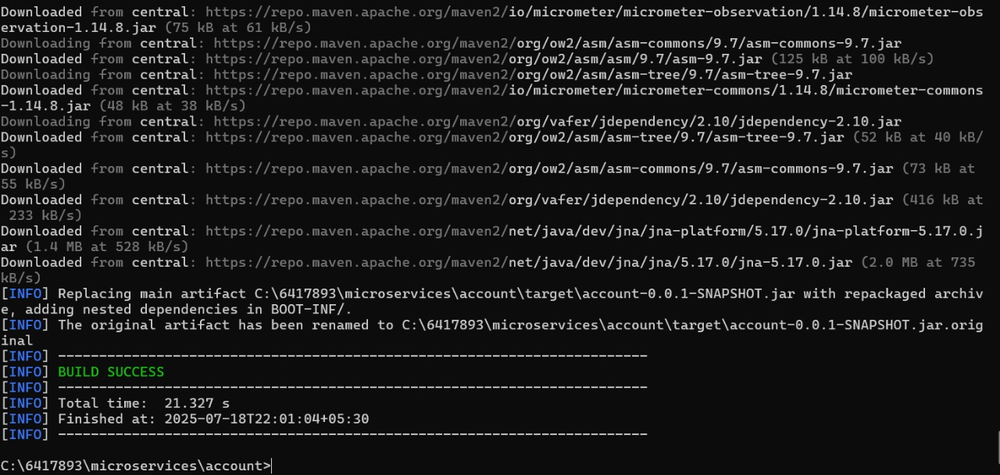 Downloaded from central: https://repo.maven.apache.org/maven2/io/micrometer/micrometer-observation/1.14.8/micrometer-obs
ervation-1.14.8.jar (75 kB at 61 kB/s)
Downloading from central: https://repo.maven.apache.org/maven2/org/ow2/asm/asm-commons/9.7/asm-commons-9.7.jar
Downloaded from central: https://repo.maven.apache.org/maven2/org/ow2/asm/asm/9.7/asm-9.7.jar (125 kB at 100 kB/s)
Downloading from central: https://repo.maven.apache.org/maven2/org/ow2/asm/asm-tree/9.7/asm-tree-9.7.jar
Downloaded from central: https://repo.maven.apache.org/maven2/io/micrometer/micrometer-commons/1.14.8/micrometer-commons
-1.14.8.jar (48 kB at 38 kB/s)
Downloading from central: https://repo.maven.apache.org/maven2/org/vafer/jdependency/2.10/jdependency-2.10.jar
Downloaded from central: https://repo.maven.apache.org/maven2/org/ow2/asm/asm-tree/9.7/asm-tree-9.7.jar (52 kB at 40 kB/
s)
Downloaded from central: https://repo.maven.apache.org/maven2/org/ow2/asm/asm-commons/9.7/asm-commons-9.7.jar (73 kB at
55 kB/s)
Downloaded from central: https://repo.maven.apache.org/maven2/org/vafer/jdependency/2.10/jdependency-2.10.jar (416 kB at
 233 kB/s)
Downloaded from central: https://repo.maven.apache.org/maven2/net/java/dev/jna/jna-platform/5.17.0/jna-platform-5.17.0.j
ar (1.4 MB at 528 kB/s)
Downloaded from central: https://repo.maven.apache.org/maven2/net/java/dev/jna/jna/5.17.0/jna-5.17.0.jar (2.0 MB at 735
kB/s)
[INFO] Replacing main artifact C:\6417893\microservices\account\target\account-0.0.1-SNAPSHOT.jar with repackaged archiv
e, adding nested dependencies in BOOT-INF/.
[INFO] The original artifact has been renamed to C:\6417893\microservices\account\target\account-0.0.1-SNAPSHOT.jar.orig
inal
[INFO] ------------------------------------------------------------------------
[INFO] BUILD SUCCESS
[INFO] ------------------------------------------------------------------------
[INFO] Total time:  21.327 s
[INFO] Finished at: 2025-07-18T22:01:04+05:30
[INFO] ------------------------------------------------------------------------
C:\6417893\microservices\account>